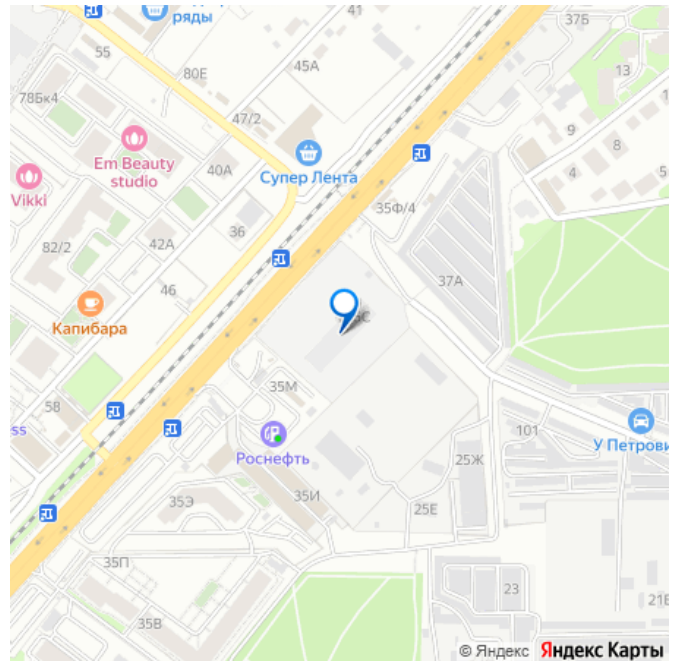 ряды
41
37Б
55
80Е
45А
13
78Бк4
47/2
9
8
Em Beauty
studio
40А
Супер Лента
4
5
Vikki
35Ф/4
36
82/2
42А
37А
46
Капибара
35М
58
ss
101
У Петрови
Роснефть
25Ж
35Э
35И
25Е
35П
23
35В
© Яндекс Яндекс Карты